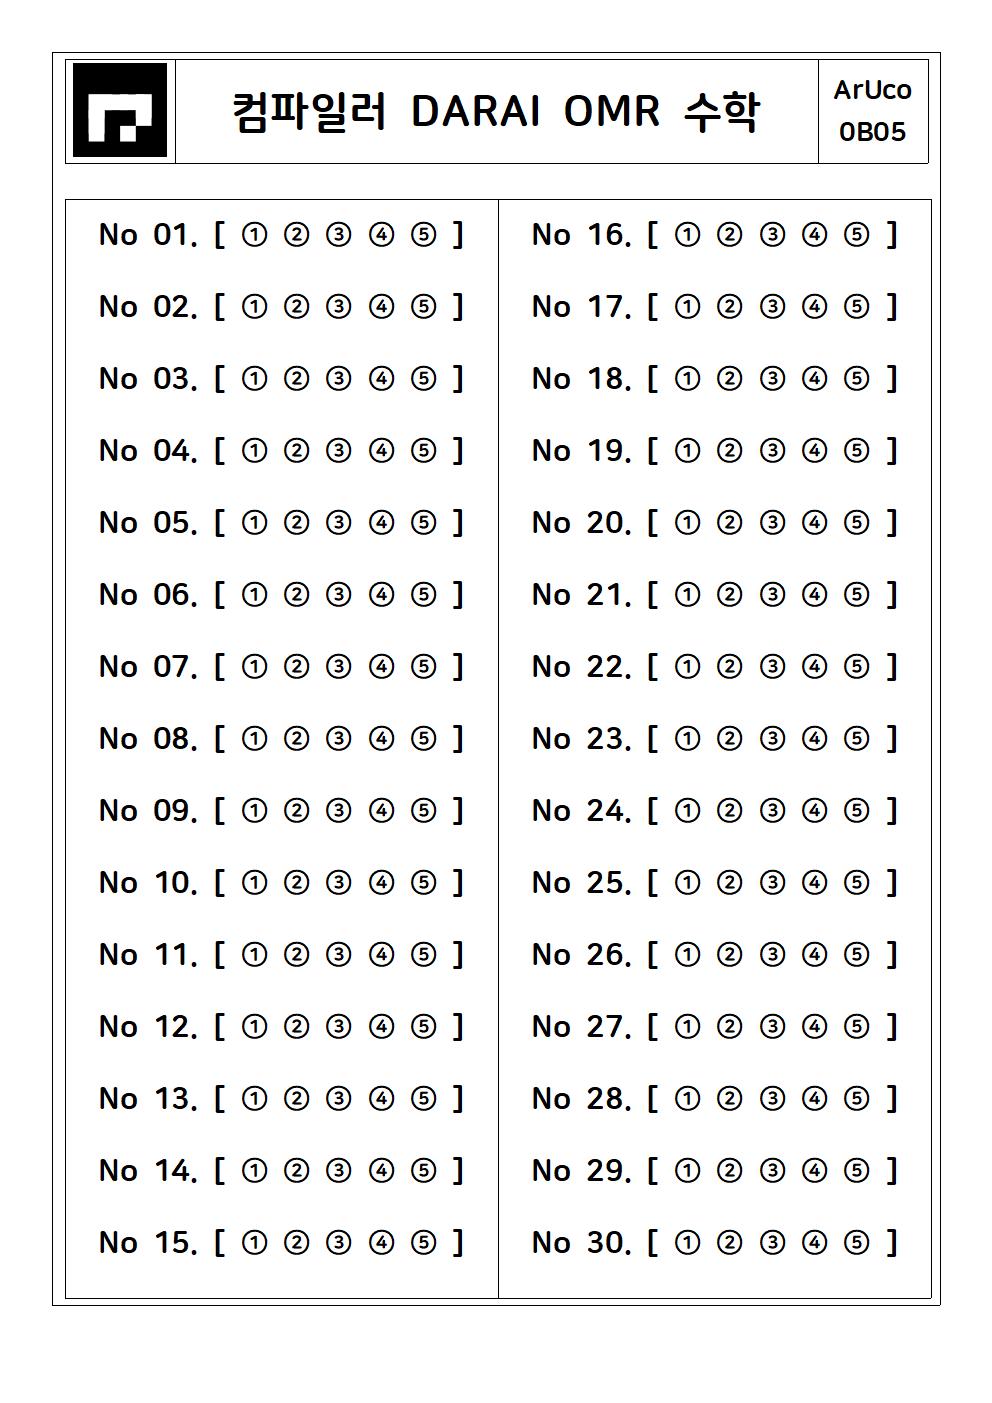 컴파일러 DARAI OMR 수학
ArUco
0B05
No 01. [ ① ② ③ ④ ⑤ ]
No 02. [ ① ② ③ ④ ⑤ ]
No 03. [ ① ② ③ ④ ⑤ ]
No 04. [ ① ② ③ ④ ⑤ ]
No 05. [ ① ② ③ ④ ⑤ ]
No 06. [ ① ② ③ ④ ⑤ ]
No 07. [ ① ② ③ ④ ⑤ ]
No 08. [ ① ② ③ ④ ⑤ ]
No 09. [ ① ② ③ ④ ⑤ ]
No 10. [ ① ② ③ ④ ⑤ ]
No 11. [ ① ② ③ ④ ⑤ ]
No 12. [ ① ② ③ ④ ⑤ ]
No 13. [ ① ② ③ ④ ⑤ ]
No 14. [ ① ② ③ ④ ⑤ ]
No 15. [ ① ② ③ ④ ⑤ ]
No 16. [ ① ② ③ ④ ⑤ ]
No 17. [ ① ② ③ ④ ⑤ ]
No 18. [ ① ② ③ ④ ⑤ ]
No 19. [ ① ② ③ ④ ⑤ ]
No 20. [ ① ② ③ ④ ⑤ ]
No 21. [ ① ② ③ ④ ⑤ ]
No 22. [ ① ② ③ ④ ⑤ ]
No 23. [ ① ② ③ ④ ⑤ ]
No 24. [ ① ② ③ ④ ⑤ ]
No 25. [ ① ② ③ ④ ⑤ ]
No 26. [ ① ② ③ ④ ⑤ ]
No 27. [ ① ② ③ ④ ⑤ ]
No 28. [ ① ② ③ ④ ⑤ ]
No 29. [ ① ② ③ ④ ⑤ ]
No 30. [ ① ② ③ ④ ⑤ ]